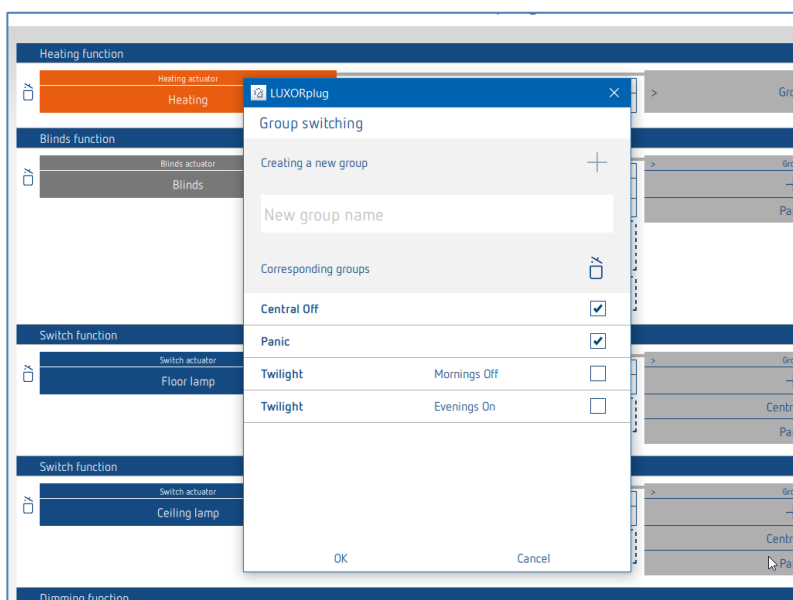 Heating function
Heating actuator
Heating
>
Blinds function
Blinds actuator
Blinds
>
Switch function
Switch actuator
Floor lamp
>
Switch function
Switch actuator
Ceiling lamp
>
Dimming function
LUXORplug
Group switching
Creating a new group
New group name
Corresponding groups
Central Off
Panic
Twilight Mornings Off
Twilight Evenings On
OK Cancel